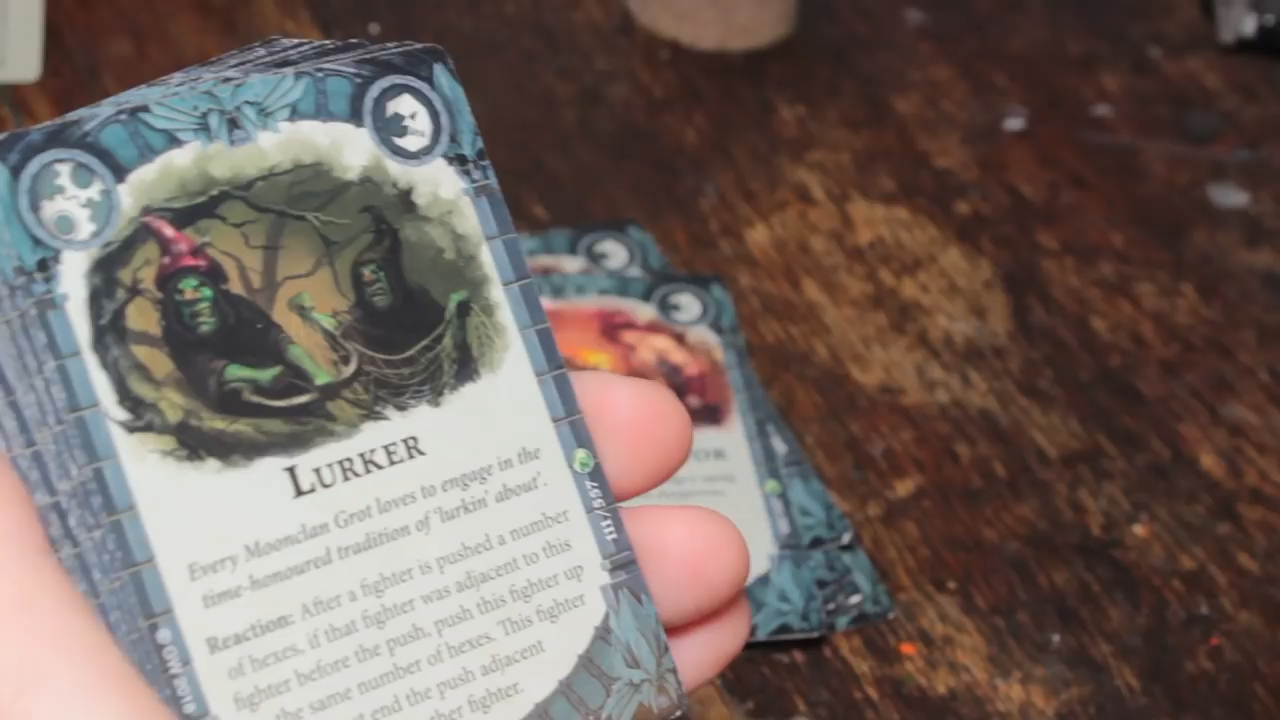 LURKER
Every Moonclan Grot loves to engage in the
time-honoured tradition of 'lurkin' about'.
Reaction: After a fighter is pushed a number
of hexes, if that fighter was adjacent to this
fighter before the push, push this fighter up
the same number of hexes. This fighter
end the push adjacent
fighter.
111/557